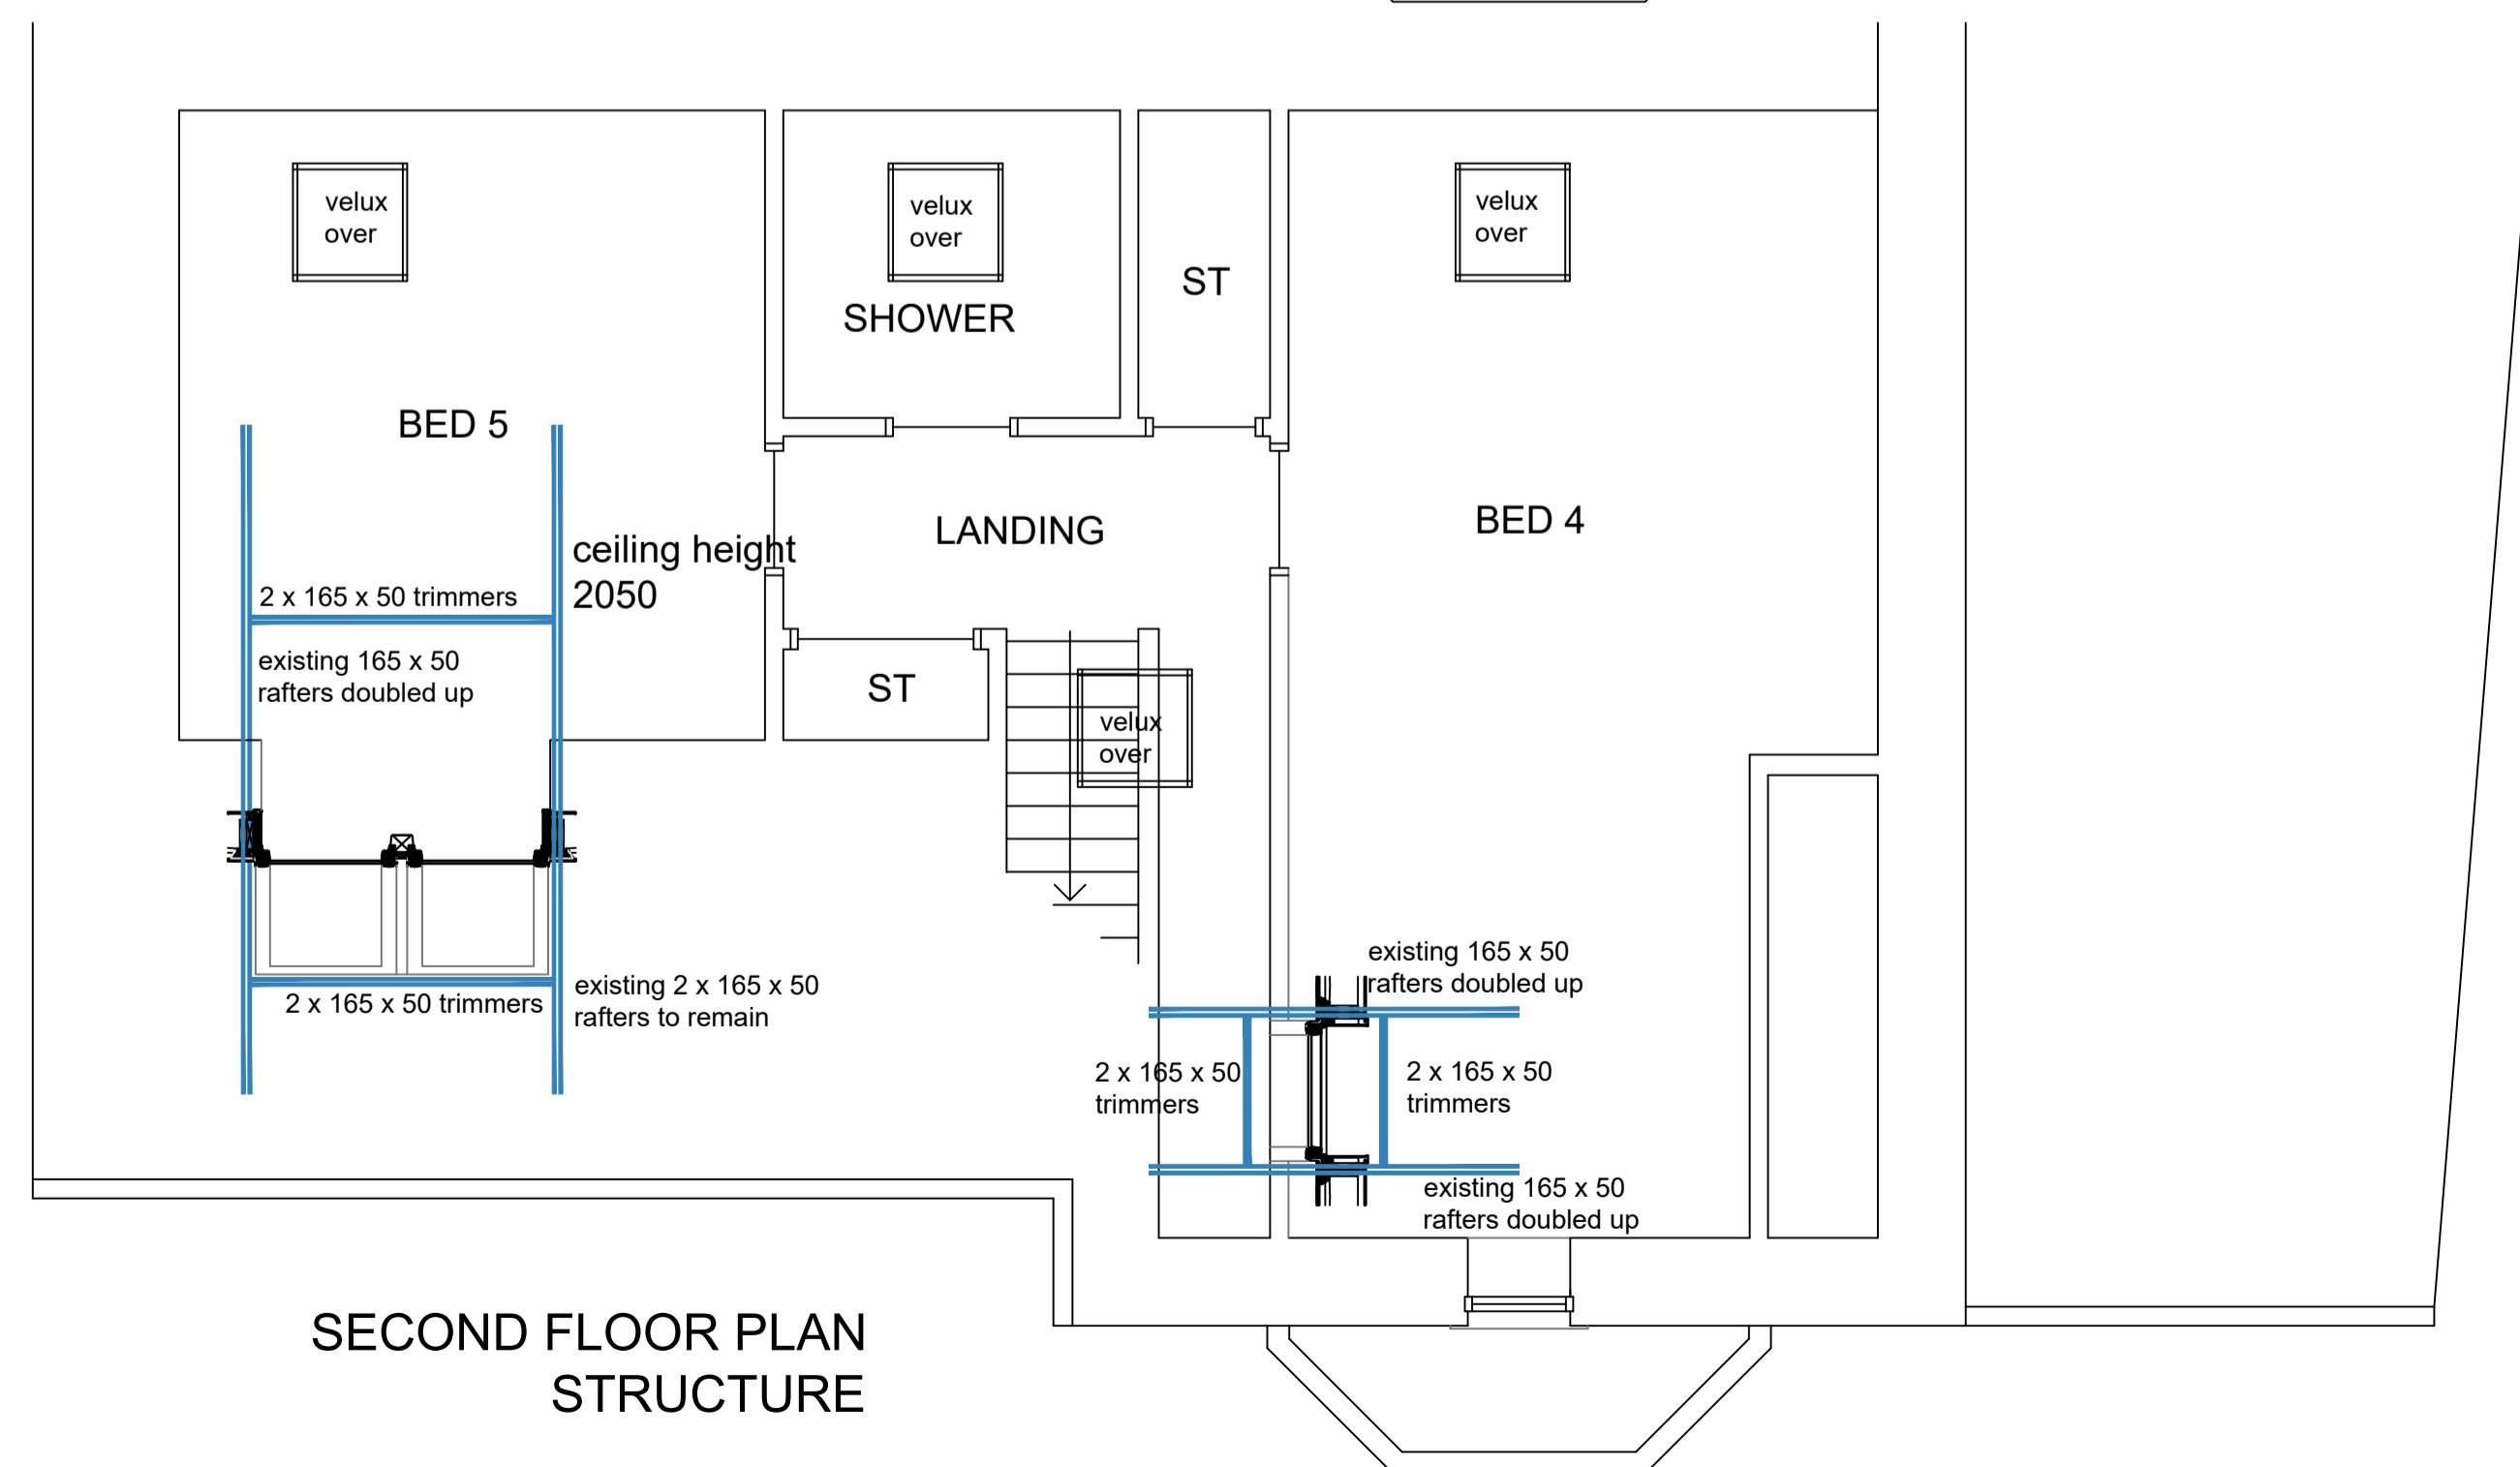 velux
over
velux
over
velux
over
ST
SHOWER
BED 5
BED 4
LANDING
ceiling height
2050
2 x 165 x 50 trimmers
existing 165 x 50
rafters doubled up
ST
velux
over
existing 165 x 50
rafters doubled up
2 x 165 x 50 trimmers
existing 2 x 165 x 50
rafters to remain
2 x 165 x 50
trimmers
2 x 165 x 50
trimmers
existing 165 x 50
rafters doubled up
SECOND FLOOR PLAN
STRUCTURE